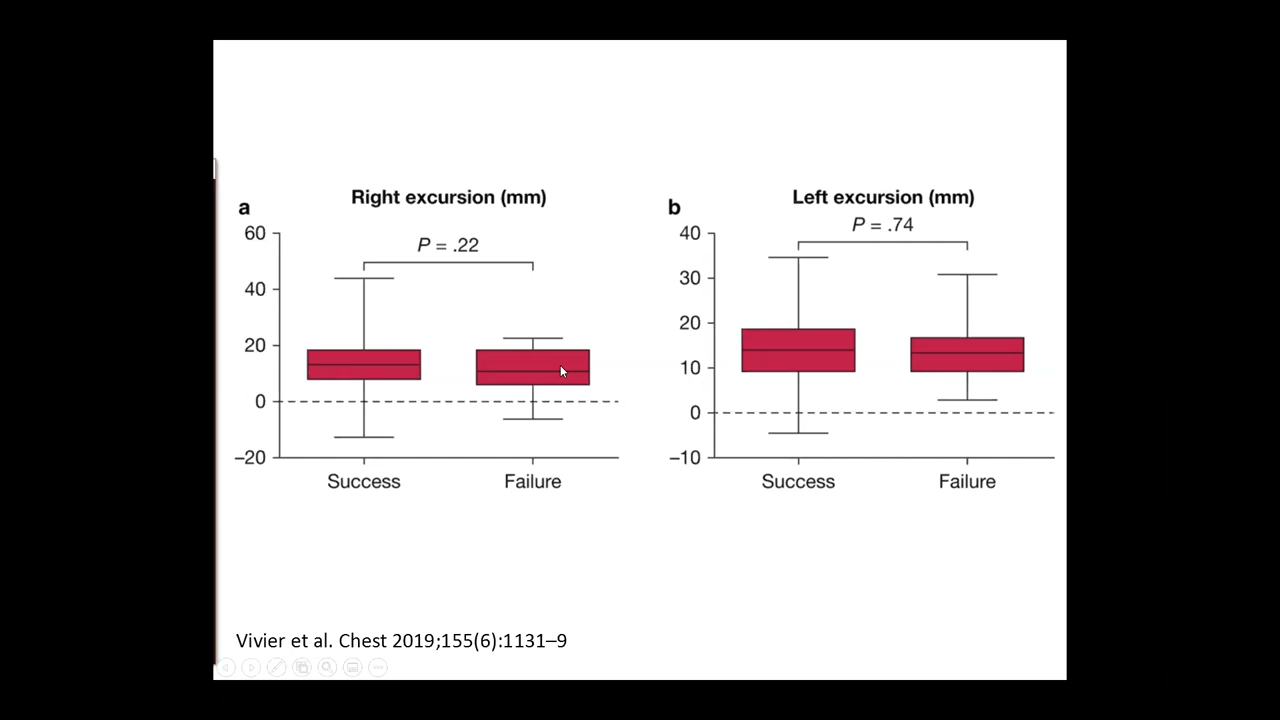 a
Right excursion (mm)
P = .22
60
40
20
0
–20
Success
Failure
b
Left excursion (mm)
P = .74
40
30
20
10
0
–10
Success
Failure
Vivier et al. Chest 2019;155(6):1131–9